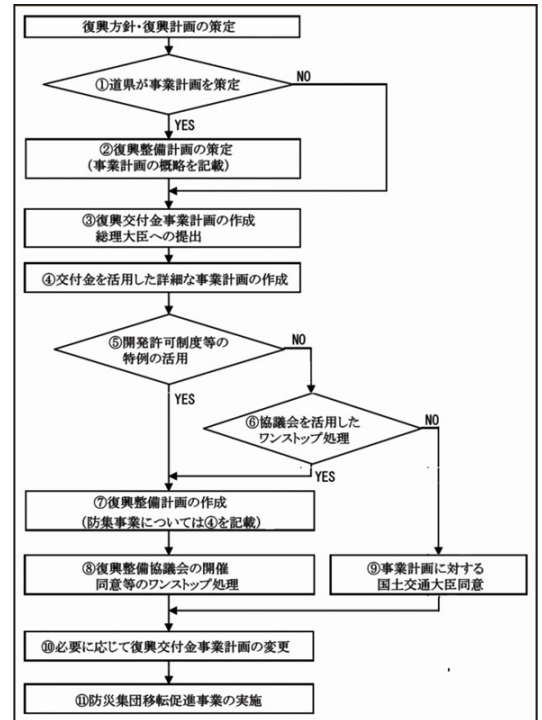 復興方針・復興計画の策定
①道県が事業計画を策定
NO
YES
②復興整備計画の策定
(事業計画の概略を記載)
③復興交付金事業計画の作成
総理大臣への提出
④交付金を活用した詳細な事業計画の作成
⑤開発許可制度等の
特例の活用
NO
YES
⑥協議会を活用した
ワンストップ処理
NO
YES
⑦復興整備計画の作成
(防集事業については④を記載)
⑧復興整備協議会の開催
同意等のワンストップ処理
⑨事業計画に対する
国土交通大臣同意
⑩必要に応じて復興交付金事業計画の変更
⑪防災集団移転促進事業の実施